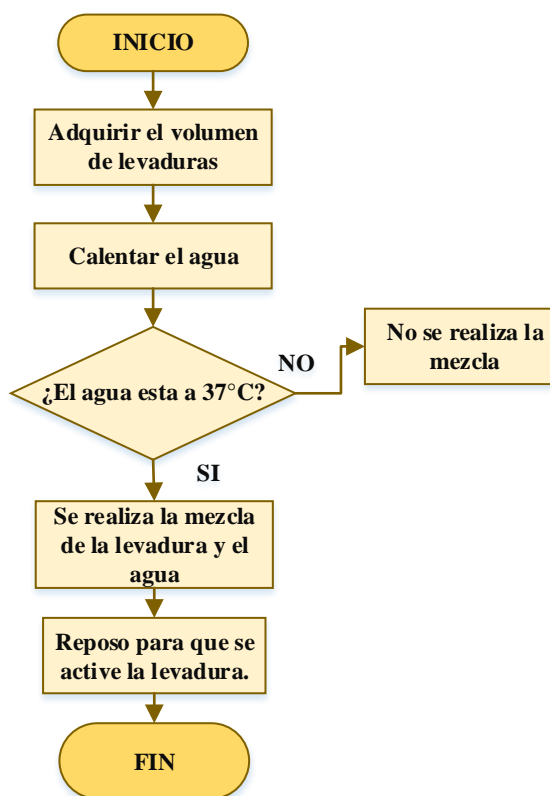 INICIO
Adquirir el volumen
de levaduras
Calentar el agua
¿El agua esta a 37°C?
NO
No se realiza la
mezcla
SI
Se realiza la mezcla
de la levadura y el
agua
Reposo para que se
active la levadura.
FIN